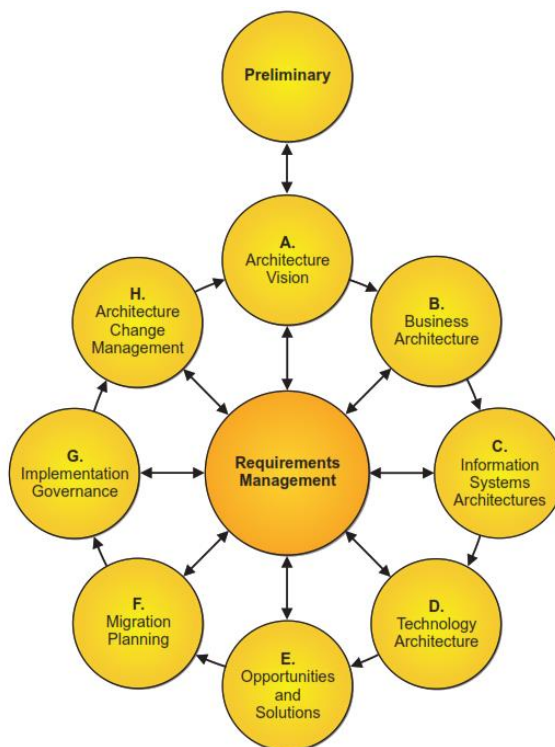 Preliminary
A.
Architecture
Vision
B.
Business
Architecture
C.
Information
Systems
Architectures
D.
Technology
Architecture
E.
Opportunities
and
Solutions
F.
Migration
Planning
G.
Implementation
Governance
H.
Architecture
Change
Management
Requirements
Management